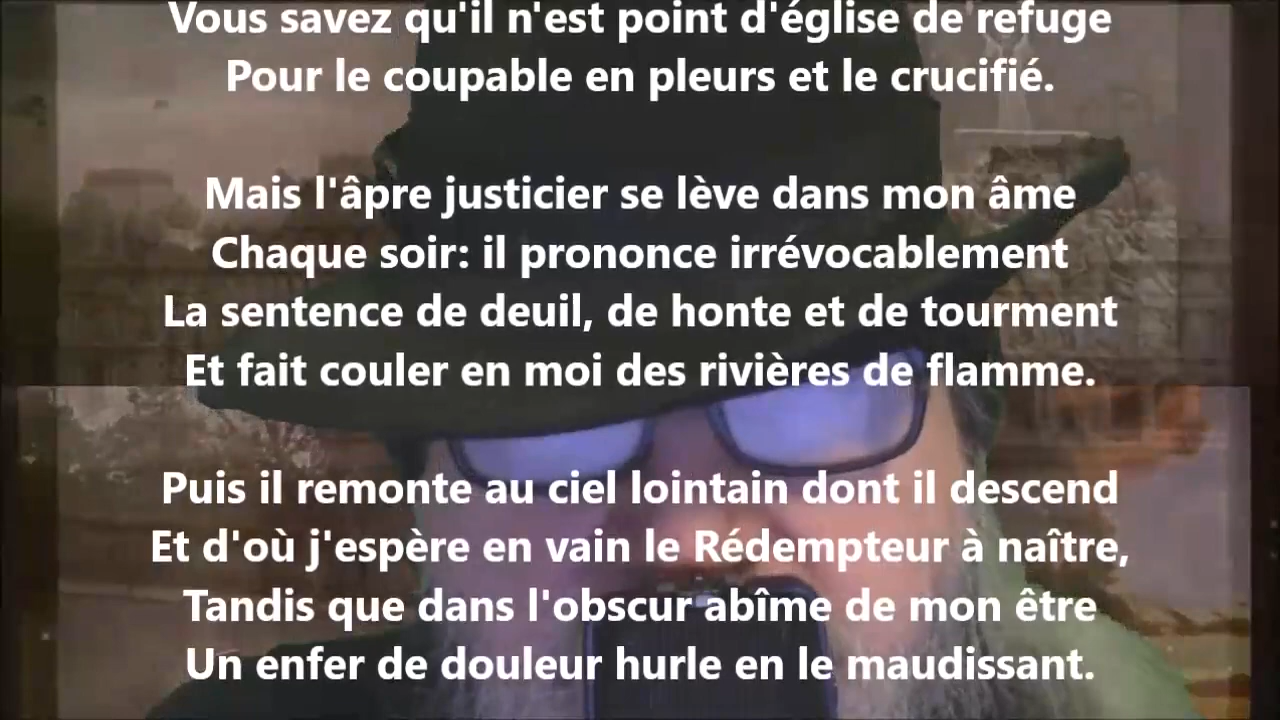 Vous savez qu'il n'est point d'église de refuge
Pour le coupable en pleurs et le crucifié.
Mais l'âpre justicier se lève dans mon âme
Chaque soir: il prononce irrévocablement
La sentence de deuil, de honte et de tourment
Et fait couler en moi des rivières de flamme.
Puis il remonte au ciel lointain dont il descend
Et d'où j'espère en vain le Rédempteur à naître,
Tandis que dans l'obscur abîme de mon être
Un enfer de douleur hurle en le maudissant.